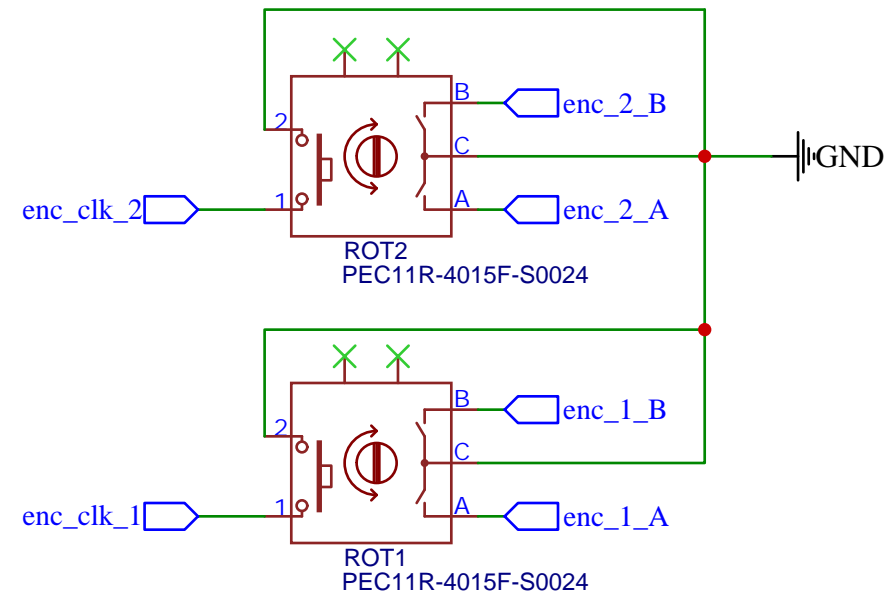 B
enc_2_B
2
C
GND
enc_clk_2
1
A
enc_2_A
ROT2
PEC11R-4015F-S0024
B
enc_1_B
2
C
enc_clk_1
1
A
enc_1_A
ROT1
PEC11R-4015F-S0024